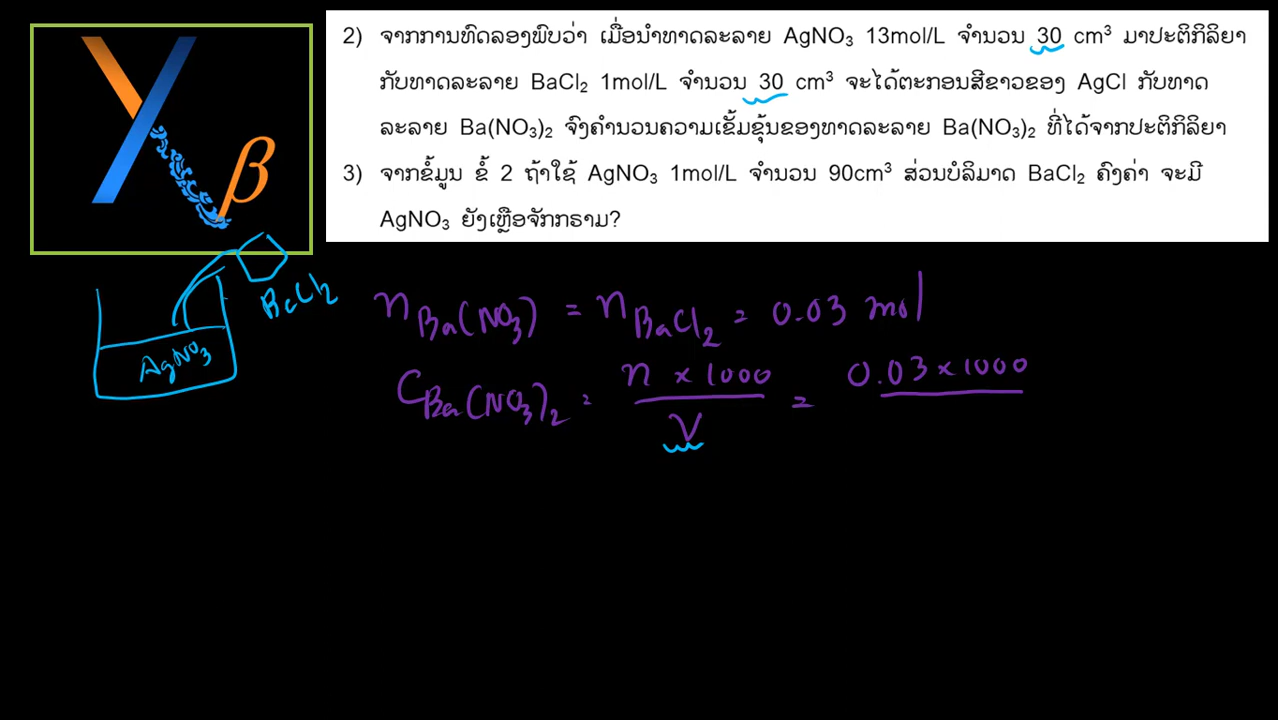 β
2) ຈາກການທົດລອງພົບວ່າ ເມື່ອນຳທາດລະລາຍ AgNO₃ 13mol/L ຈຳນວນ 30 cm³ ມາປະຕິກິລິຍາ
ກັບທາດລະລາຍ BaCl₂ 1mol/L ຈຳນວນ 30 cm³ ຈະໄດ້ຕະກອນສີຂາວຂອງ AgCl ກັບທາດ
ລະລາຍ Ba(NO₃)₂ ຈົ່ງຄຳນວນຄວາມເຂັ້ມຂຸ້ນຂອງທາດລະລາຍ Ba(NO₃)₂ ທີ່ໄດ້ຈາກປະຕິກິລິຍາ
3) ຈາກຂໍ້ມູນ ຂໍ້ 2 ຖ້າໃຊ້ AgNO₃ 1mol/L ຈຳນວນ 90cm³ ສ່ວນບໍລິມາດ BaCl₂ ຄົງຄ່າ ຈະມີ
AgNO₃ ຍັງເຫຼືອຈັກກຣາມ?
BaCl₂
AgNO₃
n Ba(NO₃) = n BaCl₂ = 0.03 mol
C Ba(NO₃)₂ = n × 1000 / V = 0.03 × 1000